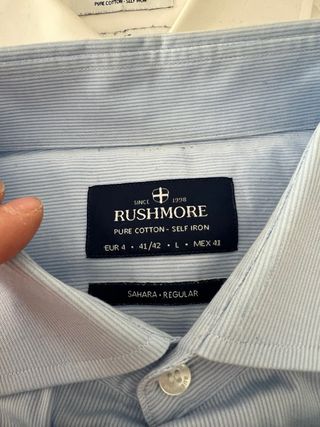 PURE COTTON - SELF IRON
SINCE 1998
RUSHMORE
PURE COTTON - SELF IRON
EUR 4 • 41/42 • L • MEX 41
SAHARA • REGULAR